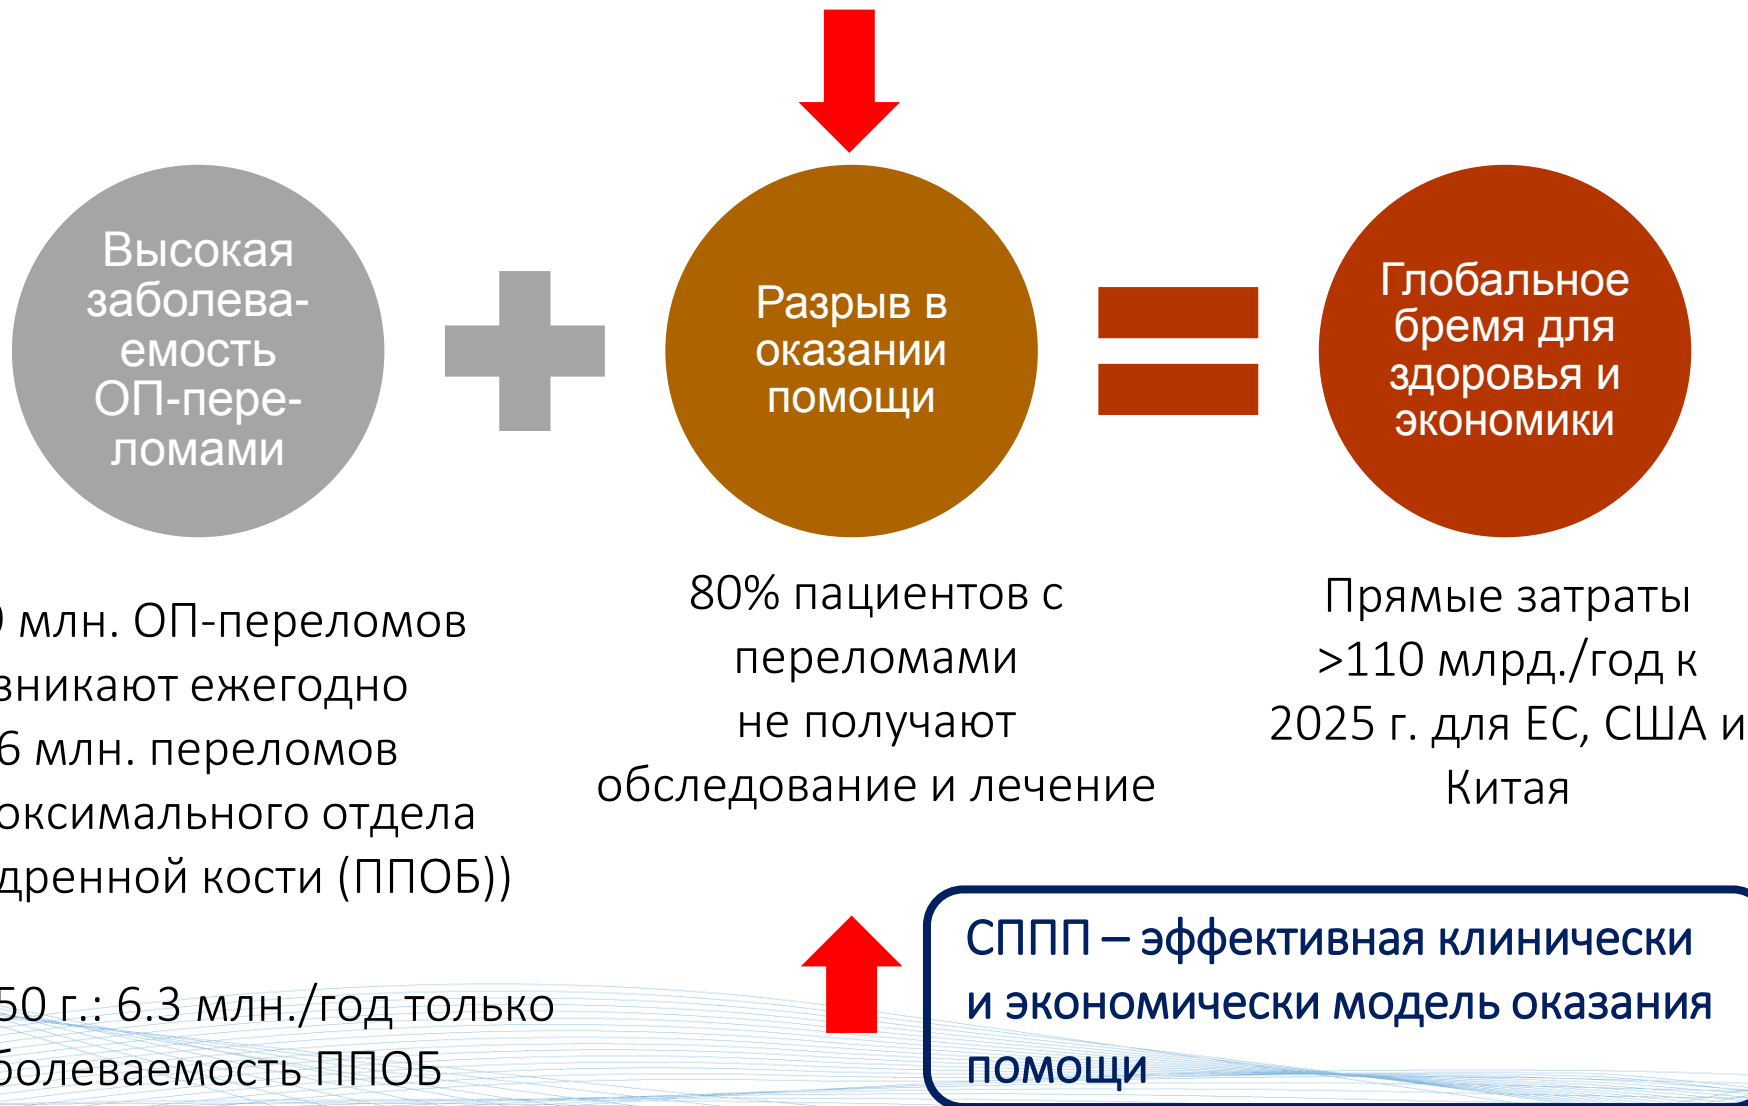 Высокая
заболева-
емость
ОП-пере-
ломами
Разрыв в
оказании
помощи
Глобальное
бремя для
здоровья и
экономики
млн. ОП-переломов
зникают ежегодно
6 млн. переломов
оксимального отдела
дренной кости (ППОБ))
50 г.: 6.3 млн./год только
болеваемость ППОБ
80% пациентов с
переломами
не получают
обследование и лечение
Прямые затраты
>110 млрд./год к
2025 г. для ЕС, США и
Китая
СППП – эффективная клинически
и экономически модель оказания
помощи